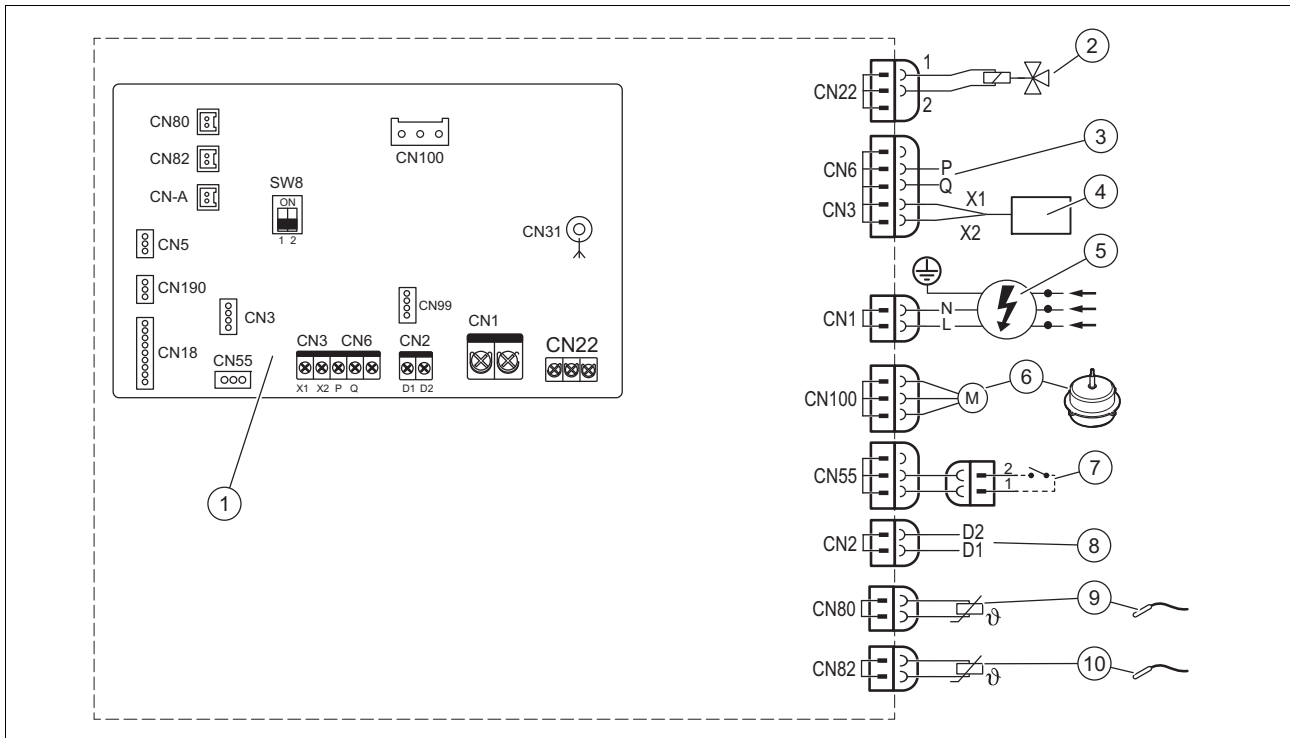 CN80
CN82
CN-A
CN5
CN190
CN18
SW8
ON
1 2
CN3
CN55
CN100
CN31
CN99
CN3 CN6
X1 X2 P Q
CN2
D1 D2
CN1
CN22
1
CN22
1
2
2
CN6
P
Q
3
CN3
X1
X2
4
CN1
N
L
5
CN100
M
6
CN55
2
1
7
CN2
D2
D1
8
CN80
ϑ
9
CN82
ϑ
10